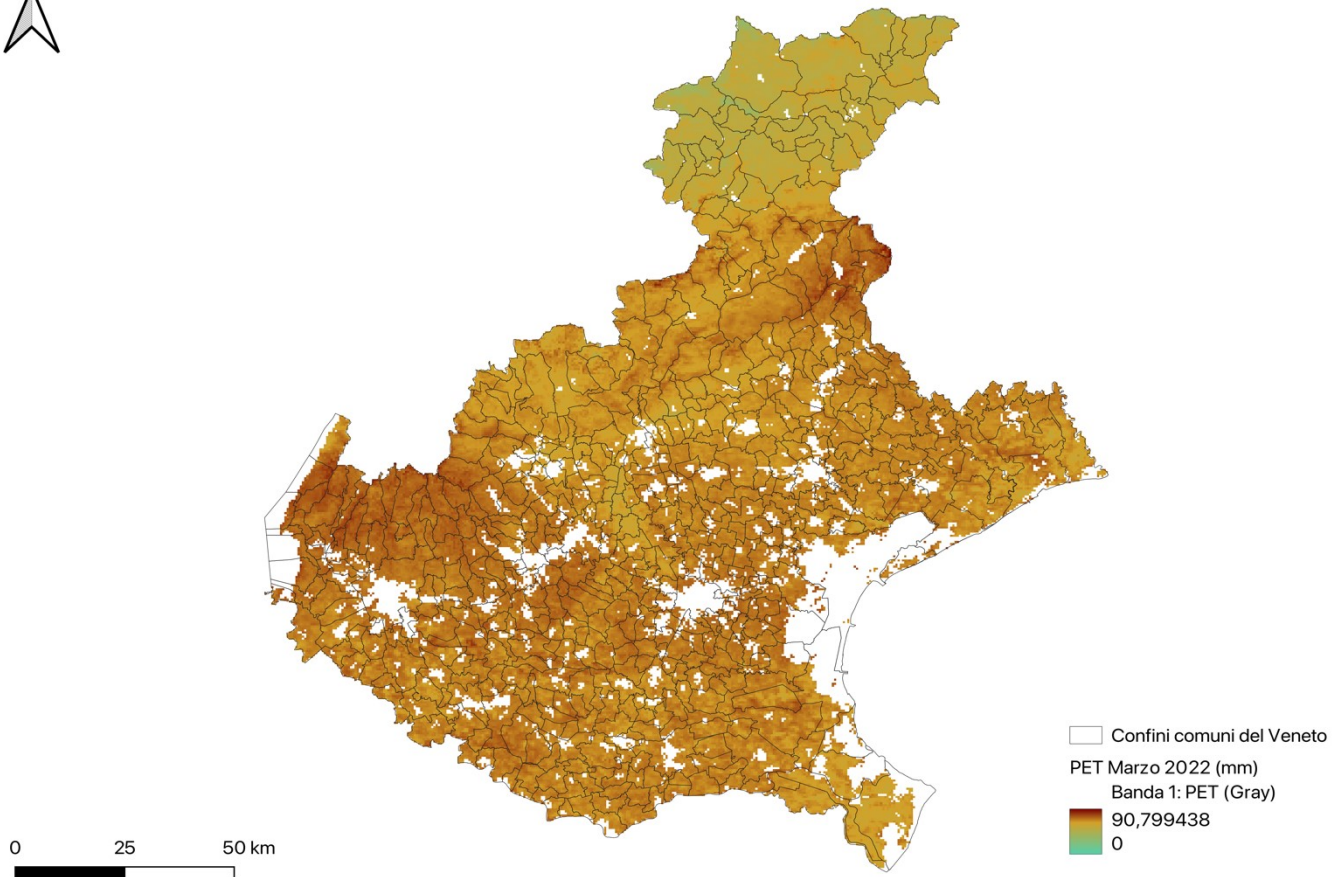 0 25 50 km
Confini comuni del Veneto
PET Marzo 2022 (mm)
Banda 1: PET (Gray)
90,799438
0